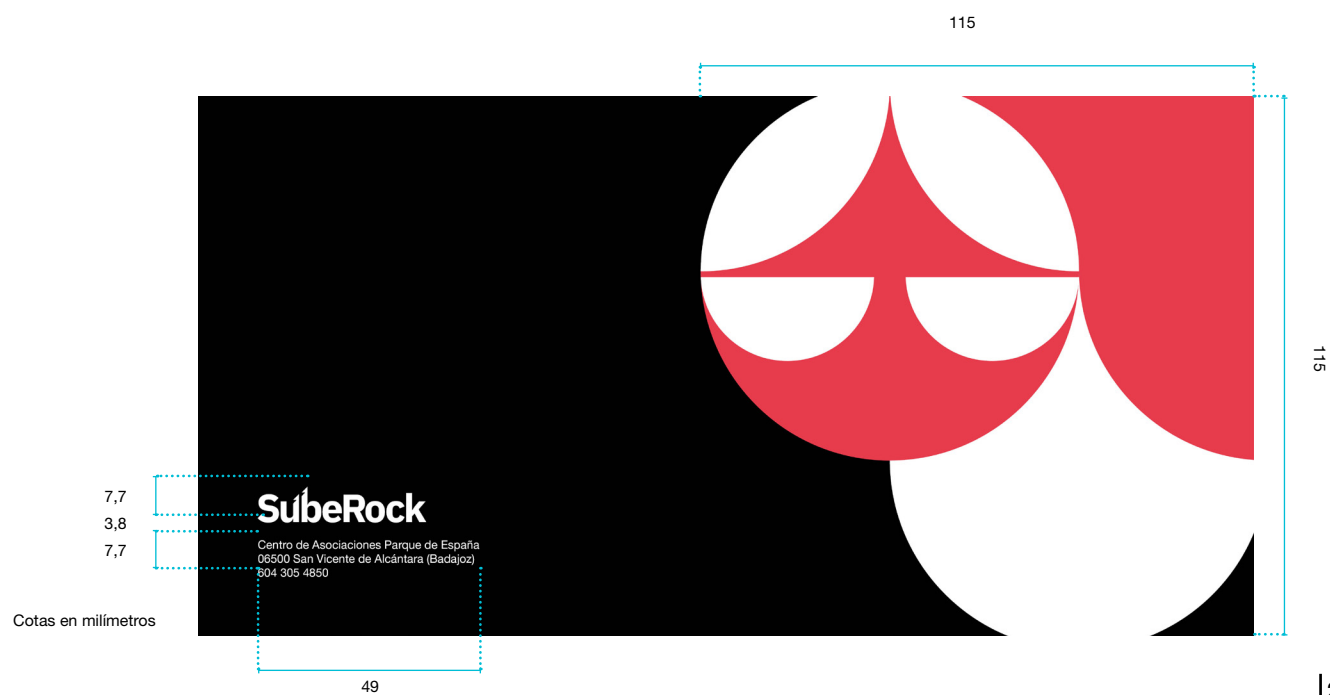 115
115
7,7
3,8
7,7
SubeRock
Centro de Asociaciones Parque de España
06500 San Vicente de Alcántara (Badajoz)
604 305 4850
Cotas en milímetros
49